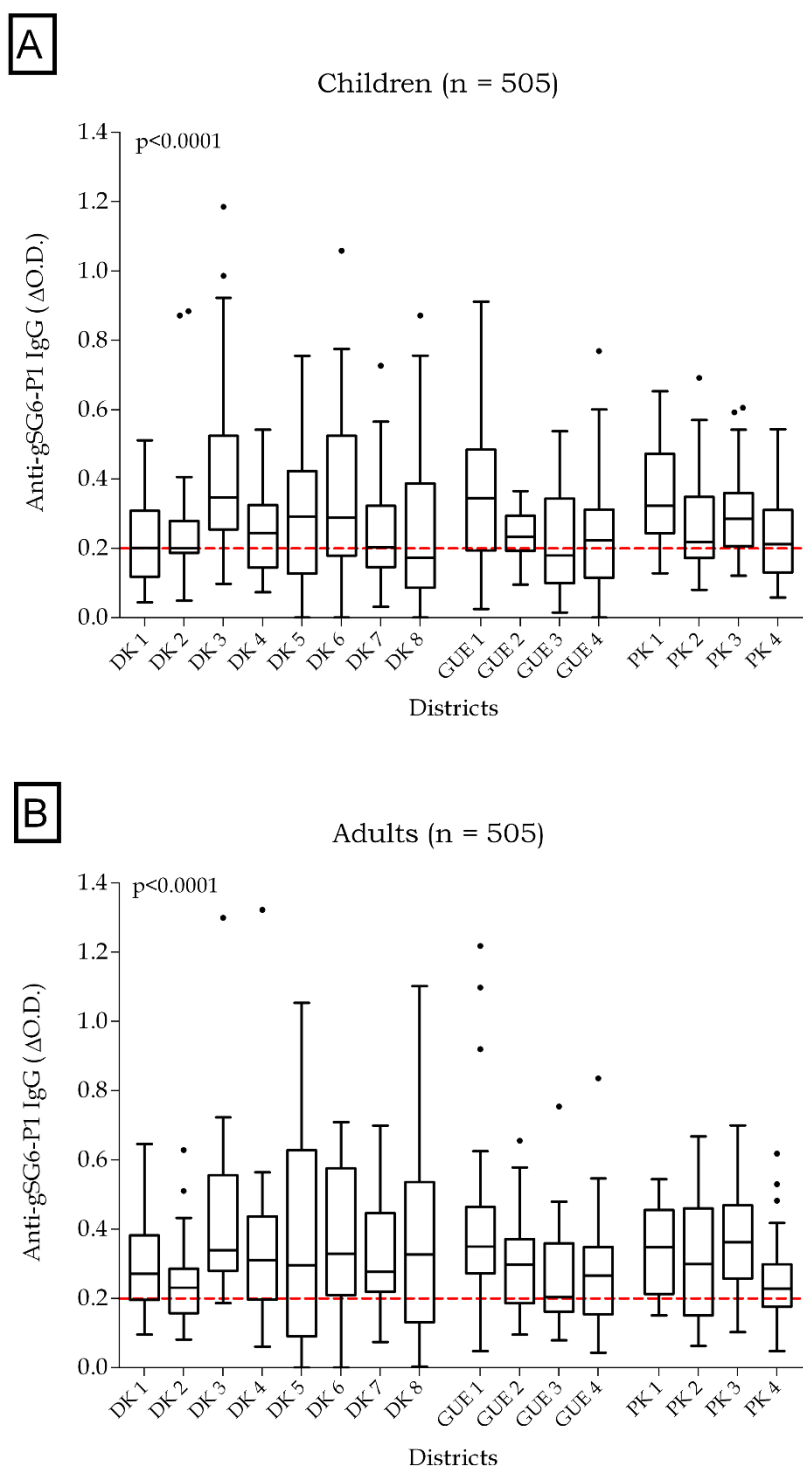 A
Children (n = 505)
p<0.0001
Anti-gSG6-P1 IgG (ΔO.D.)
1.4
1.2
1.0
0.8
0.6
0.4
0.2
0.0
DK 1 DK 2 DK 3 DK 4 DK 5 DK 6 DK 7 DK 8 GUE 1 GUE 2 GUE 3 GUE 4 PK 1 PK 2 PK 3 PK 4
Districts
B
Adults (n = 505)
p<0.0001
Anti-gSG6-P1 IgG (ΔO.D.)
1.4
1.2
1.0
0.8
0.6
0.4
0.2
0.0
DK 1 DK 2 DK 3 DK 4 DK 5 DK 6 DK 7 DK 8 GUE 1 GUE 2 GUE 3 GUE 4 PK 1 PK 2 PK 3 PK 4
Districts